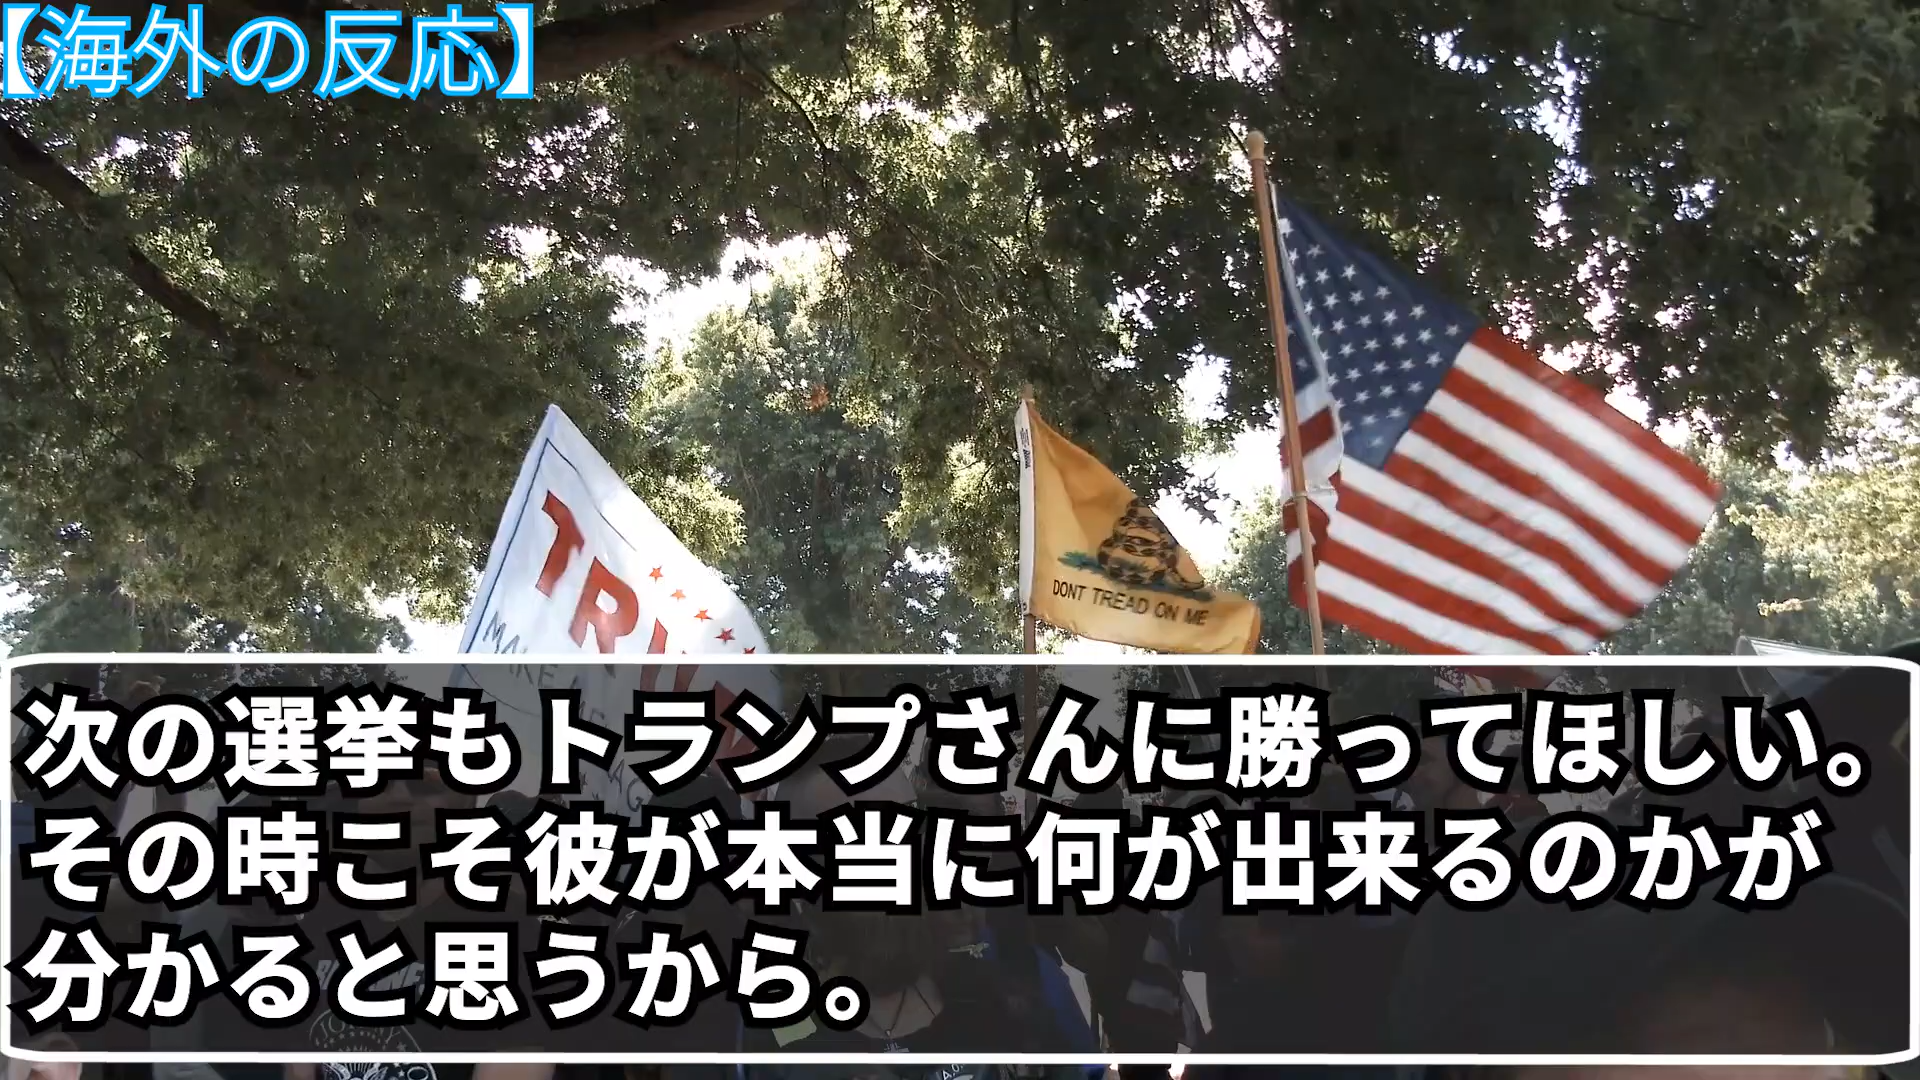 【海外の反応】
TRUMP
MAKE
DONT TREAD ON ME
次の選挙もトランプさんに勝ってほしい。
その時こそ彼が本当に何が出来るのかが
分かると思うから。